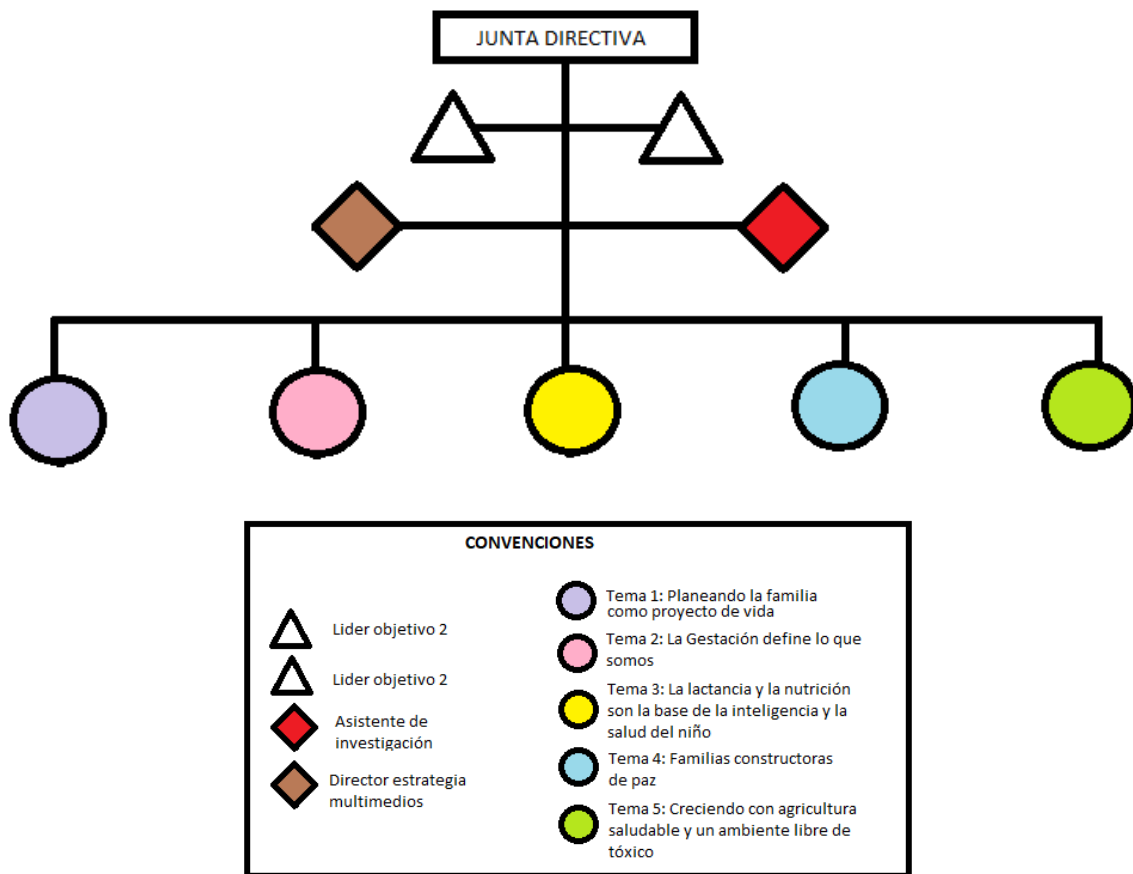 JUNTA DIRECTIVA
CONVENCIONES
Lider objetivo 2
Lider objetivo 2
Asistente de
investigación
Director estrategia
multimedios
Tema 1: Planeando la familia
como proyecto de vida
Tema 2: La Gestación define lo que
somos
Tema 3: La lactancia y la nutrición
son la base de la inteligencia y la
salud del niño
Tema 4: Familias constructoras
de paz
Tema 5: Creciendo con agricultura
saludable y un ambiente libre de
tóxico